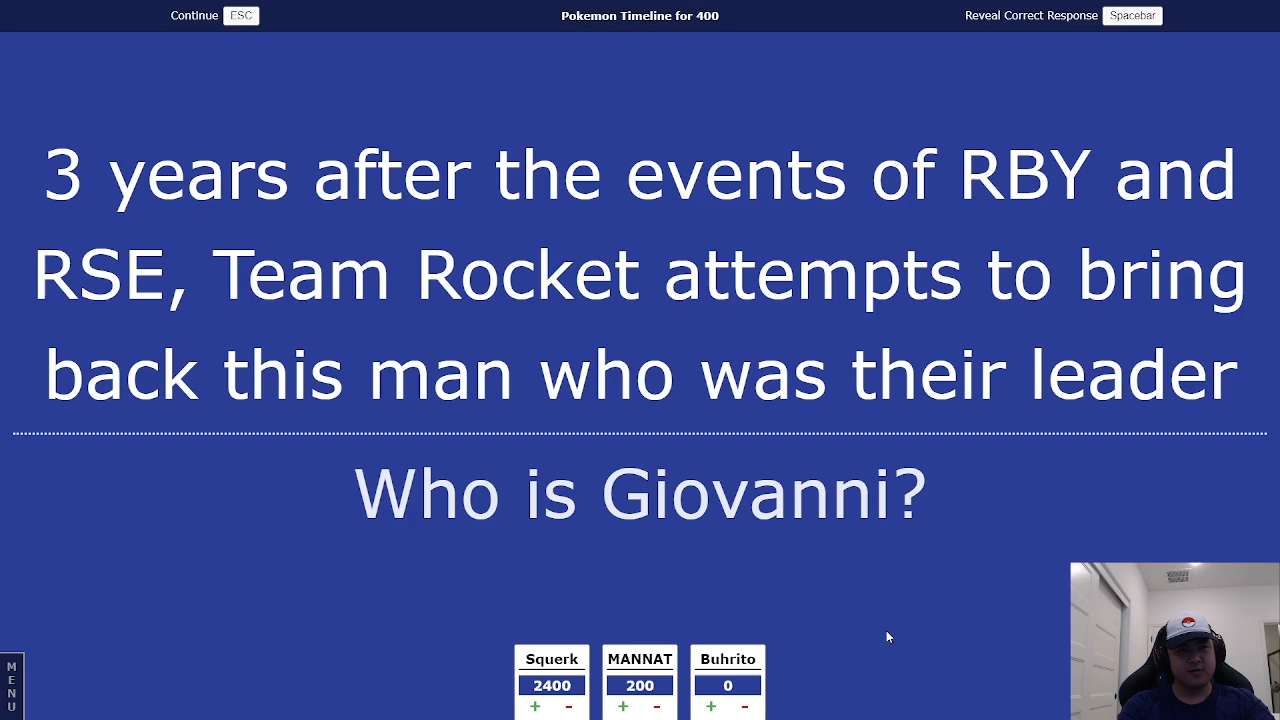 Continue ESC
Pokemon Timeline for 400
Reveal Correct Response Spacebar
3 years after the events of RBY and
RSE, Team Rocket attempts to bring
back this man who was their leader
Who is Giovanni?
MENU
Squerk
2400
+ -
MANNAT
200
+ -
Buhrito
0
+ -